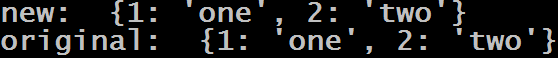 new:  {1: 'one', 2: 'two'}
original:  {1: 'one', 2: 'two'}